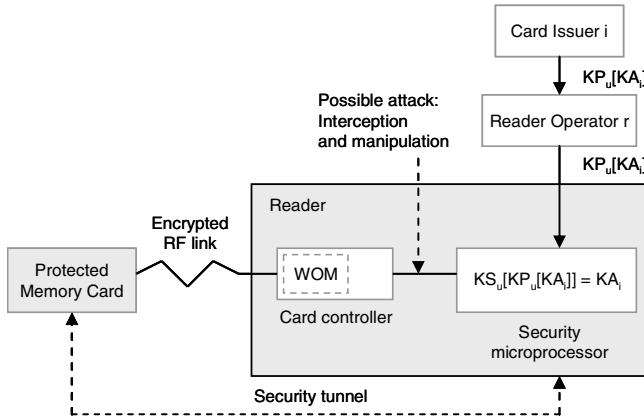 Card Issuer i
KPu[KAi]
Possible attack:
Interception
and manipulation
Reader Operator r
KPu[KAi]
Reader
Encrypted
RF link
Protected
Memory Card
WOM
KSu[KPu[KAi]] = KAi
Card controller
Security
microprocessor
Security tunnel